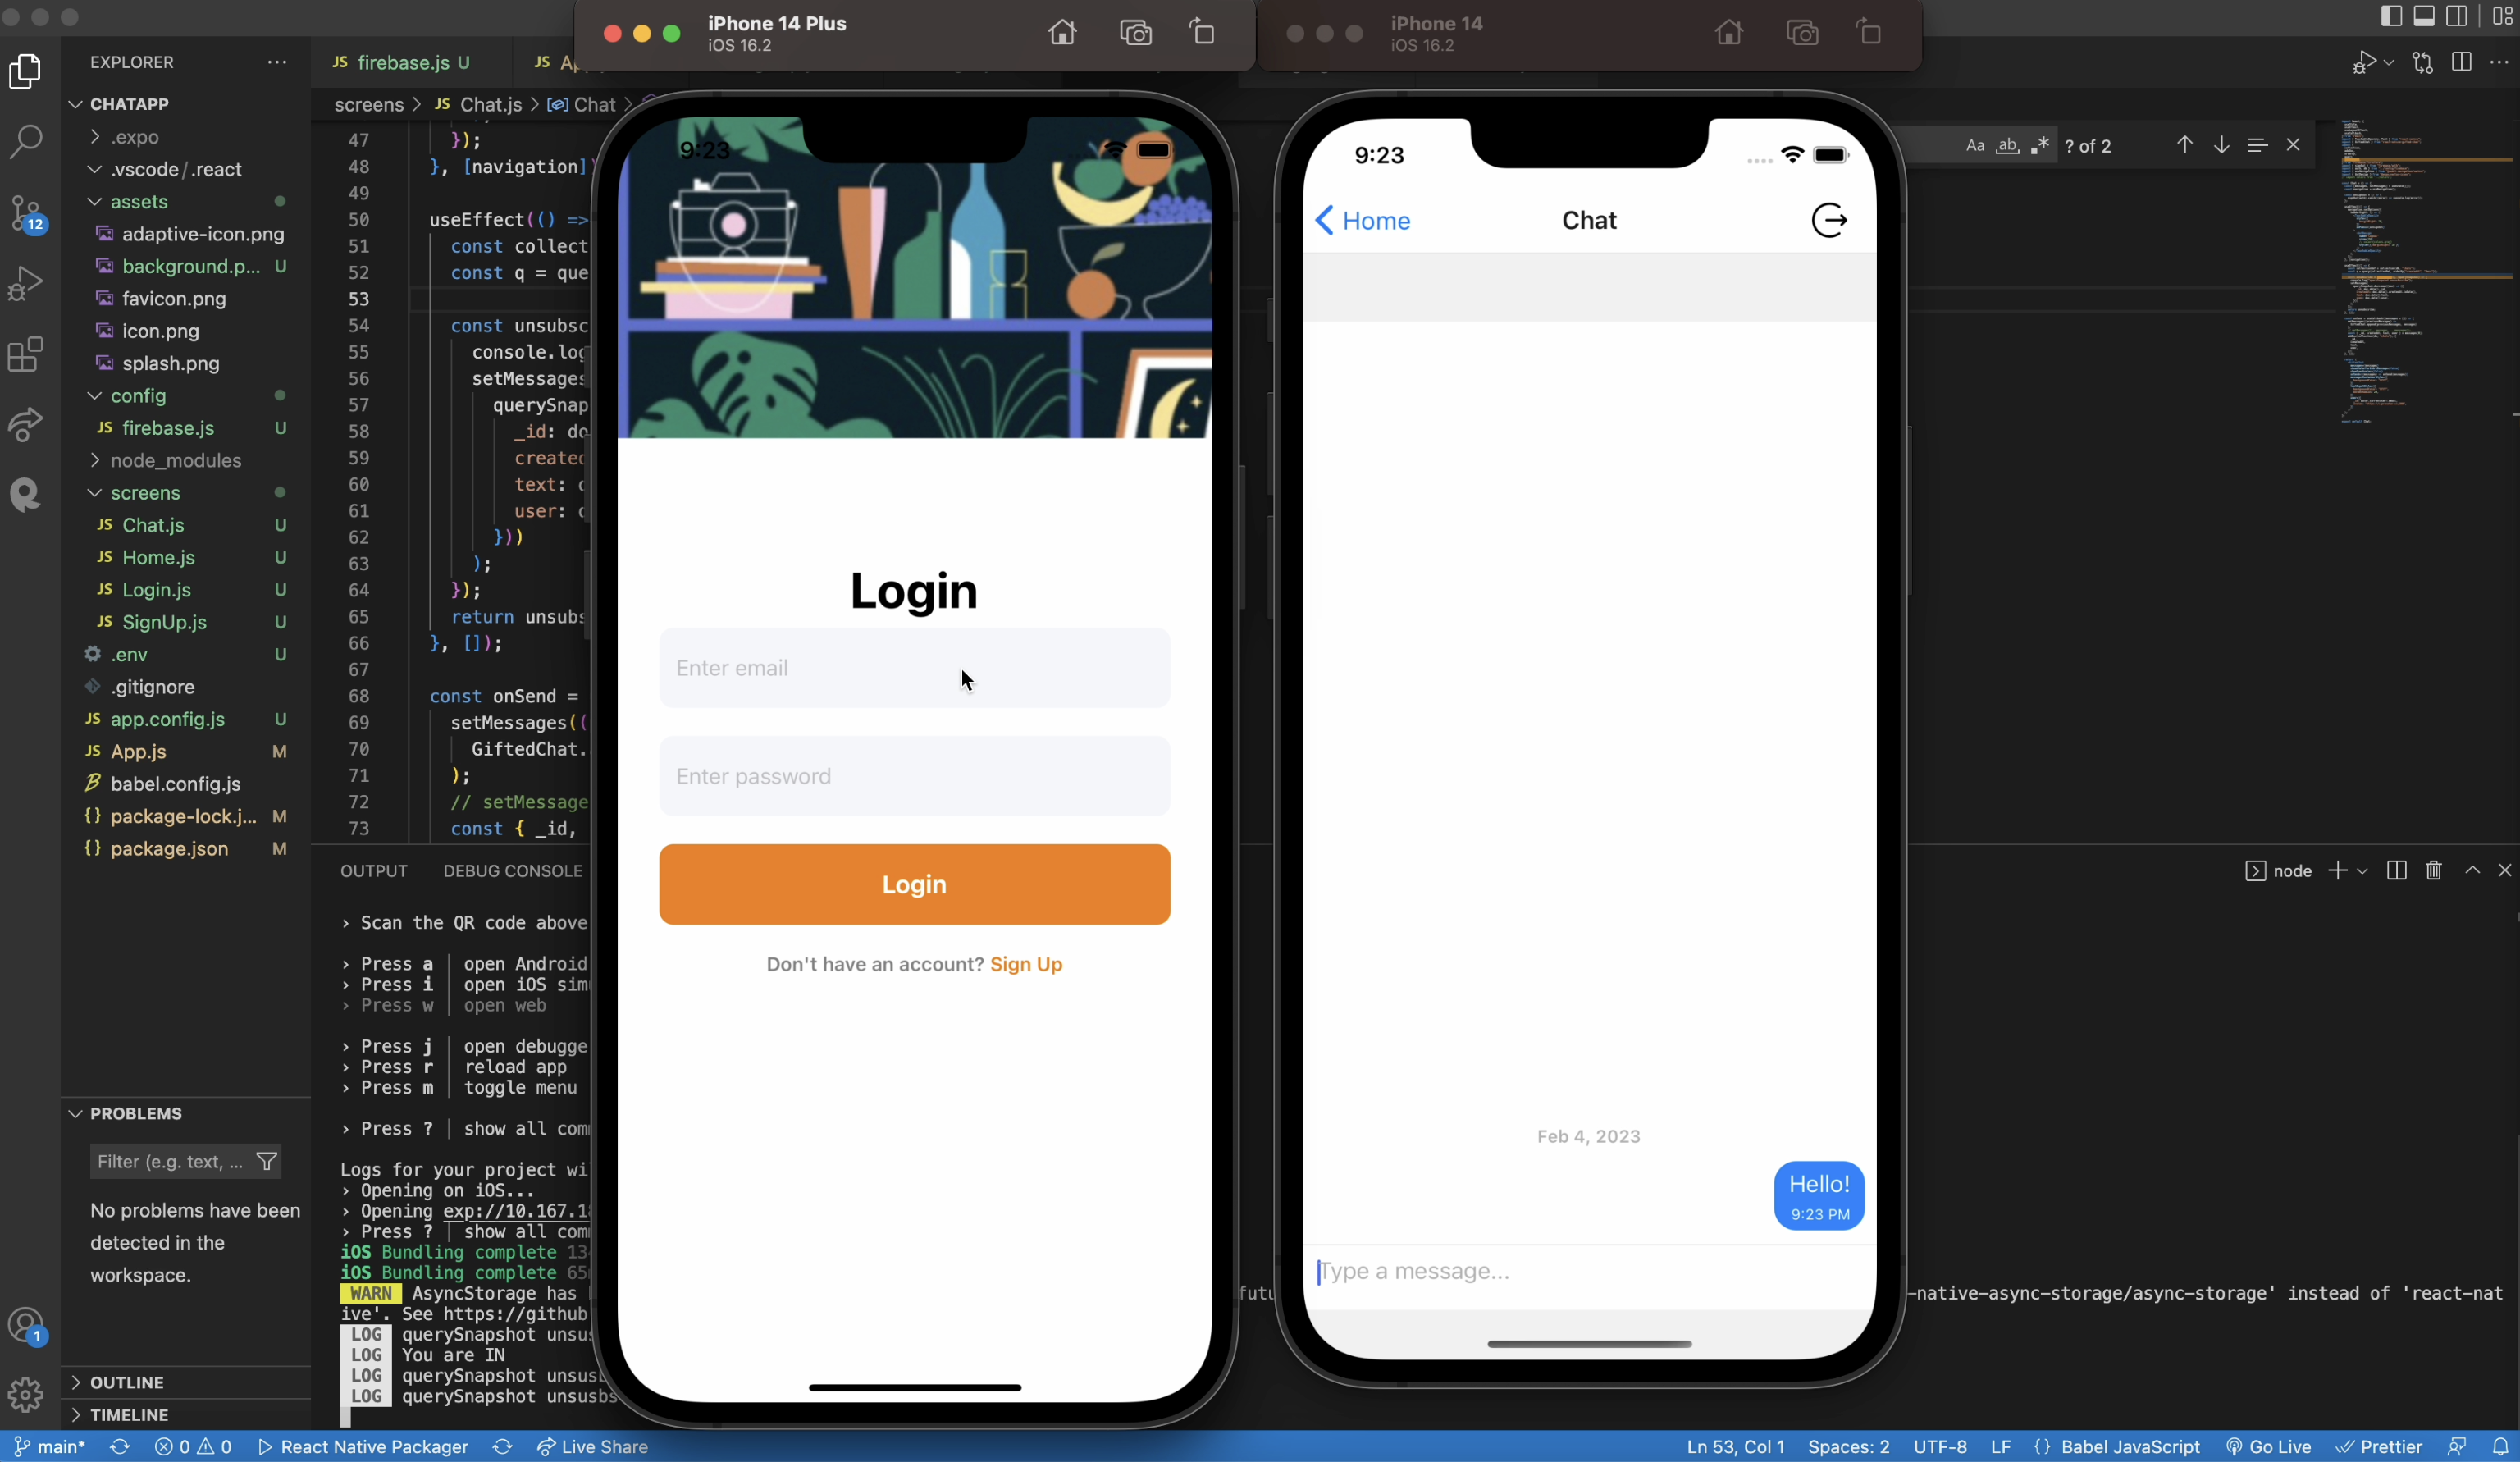 iPhone 14 Plus
iOS 16.2
iPhone 14
iOS 16.2
EXPLORER
CHATAPP
.expo
.vscode / .react
assets
adaptive-icon.png
background.p... U
favicon.png
icon.png
splash.png
config
JS firebase.js U
node_modules
screens
JS Chat.js U
JS Home.js U
JS Login.js U
JS SignUp.js U
.env U
.gitignore
JS app.config.js U
JS App.js M
babel.config.js
{} package-lock.j... M
{} package.json M
12
1
PROBLEMS
Filter (e.g. text, ...
No problems have been
detected in the
workspace.
OUTLINE
TIMELINE
JS firebase.js U
JS
screens > JS Chat.js > Chat >
47 });
48 }, [navigation]
49
50 useEffect(() =>
51 const collect
52 const q = que
53
54 const unsubsc
55 console.log
56 setMessages
57 querySnap
58 _id: do
59 created
60 text:
61 user:
62 }))
63 );
64 });
65 return unsubs
66 }, []);
67
68 const onSend =
69 setMessages((
70 GiftedChat.
71 );
72 // setMessage
73 const { _id,
Aa ab .* ? of 2
OUTPUT DEBUG CONSOLE
node
› Scan the QR code above
› Press a │ open Android
› Press i │ open iOS sim
› Press w │ open web
› Press j │ open debugge
› Press r │ reload app
› Press m │ toggle menu
› Press ? │ show all com
Logs for your project wi
› Opening on iOS...
› Opening exp://10.167.1
› Press ? │ show all com
iOS Bundling complete 13
iOS Bundling complete 65
WARN AsyncStorage has
futu
-native-async-storage/async-storage' instead of 'react-nat
ive'. See https://github
LOG querySnapshot unsus
LOG You are IN
LOG querySnapshot unsusb
LOG querySnapshot unsusbs
9:23
Login
Enter email
Enter password
Login
Don't have an account? Sign Up
9:23
Home
Chat
Feb 4, 2023
Hello!
9:23 PM
Type a message...
main* 0 0 React Native Packager Live Share
Ln 53, Col 1 Spaces: 2 UTF-8 LF {} Babel JavaScript Go Live Prettier